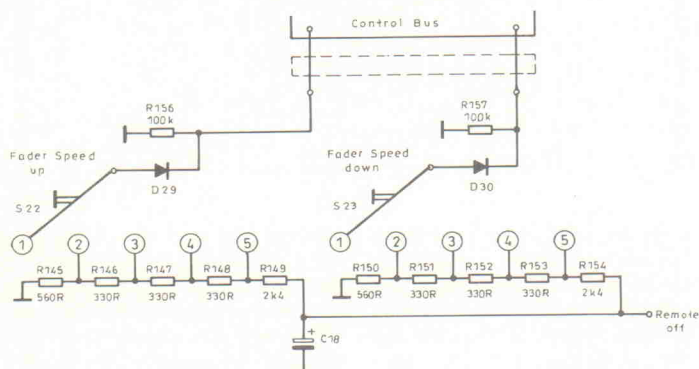 Control Bus
R156
100k
R157
100k
Fader Speed
up
Fader Speed
down
D29
D30
S22
S23
1 2 3 4 5
1 2 3 4 5
R145 R146 R147 R148 R149
R150 R151 R152 R153 R154
560R 330R 330R 330R 2k4
560R 330R 330R 330R 2k4
Remote
off
+
C18